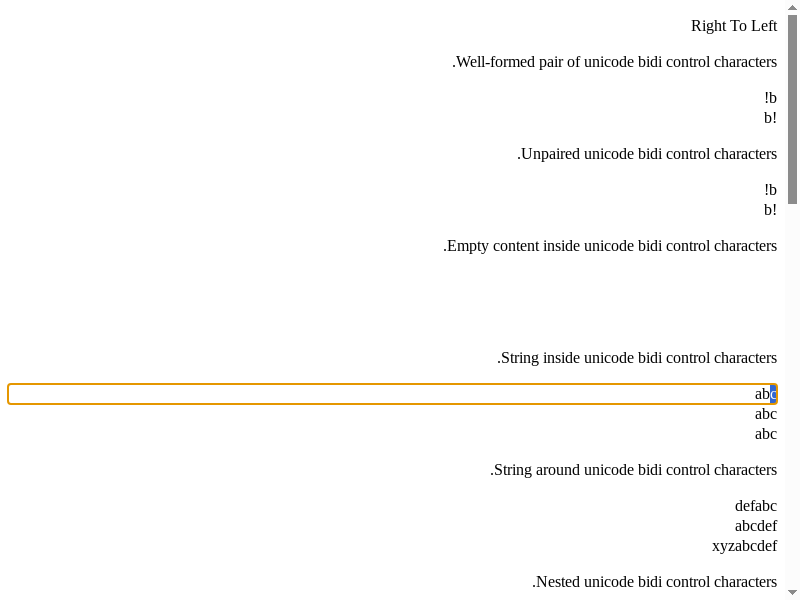 Right To Left
.Well-formed pair of unicode bidi control characters
!b
b!
.Unpaired unicode bidi control characters
!b
b!
.Empty content inside unicode bidi control characters
.String inside unicode bidi control characters
abc
abc
abc
.String around unicode bidi control characters
defabc
abcdef
xyzabcdef
.Nested unicode bidi control characters